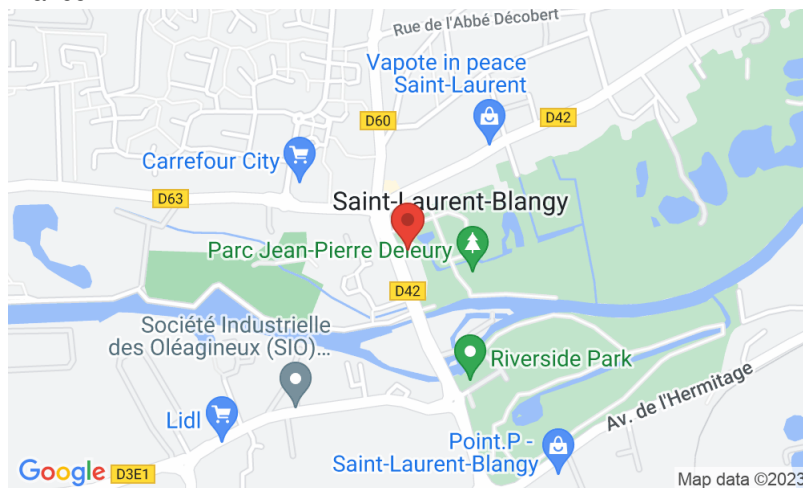 Rue de l'Abbé Décobert
Vapote in peace
Saint-Laurent
D60
D42
Carrefour City
D63
Saint-Laurent-Blangy
Parc Jean-Pierre Deleury
D42
Société Industrielle
des Oléagineux (SIO)...
Riverside Park
Av. de l'Hermitage
Lidl
Point.P -
Saint-Laurent-Blangy
Google
D3E1
Map data ©2023